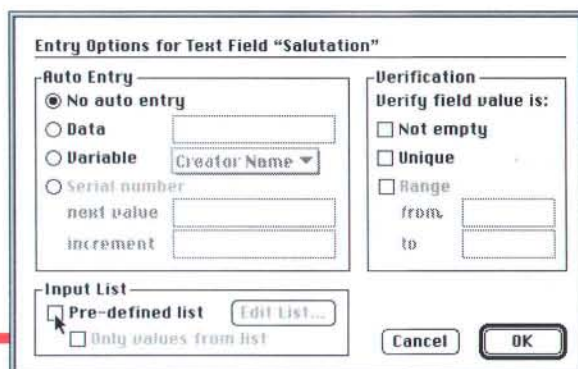 Entry Options for Text Field “Salutation”
Auto Entry
No auto entry
Data
Variable Creator Name
Serial number
next value
increment
Verification
Verify field value is:
Not empty
Unique
Range
from
to
Input List
Pre-defined list Edit List...
Only values from list
Cancel OK